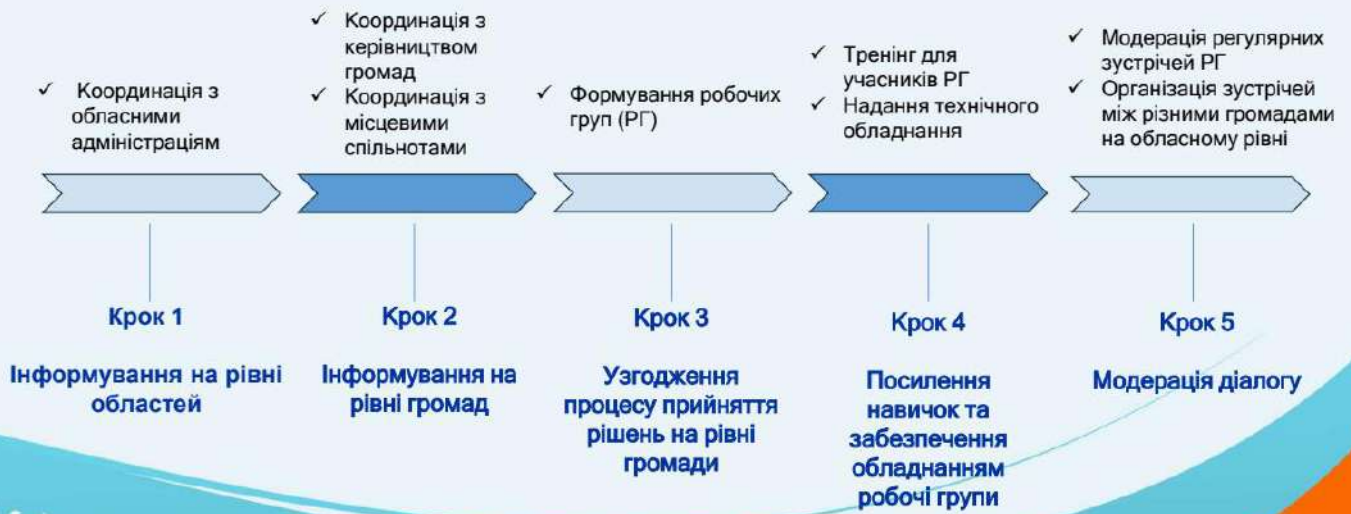 ✓ Координація з
обласними
адміністраціям
✓ Координація з
керівництвом
громад
✓ Координація з
місцевими
спільнотами
✓ Формування робочих
груп (РГ)
✓ Тренінг для
учасників РГ
✓ Надання технічного
обладнання
✓ Модерація регулярних
зустрічей РГ
✓ Організація зустрічей
між різними громадами
на обласному рівні
Крок 1
Інформування на рівні
областей
Крок 2
Інформування на
рівні громад
Крок 3
Узгодження
процесу прийняття
рішень на рівні
громади
Крок 4
Посилення
навичок та
забезпечення
обладнанням
робочі групи
Крок 5
Модерація діалогу